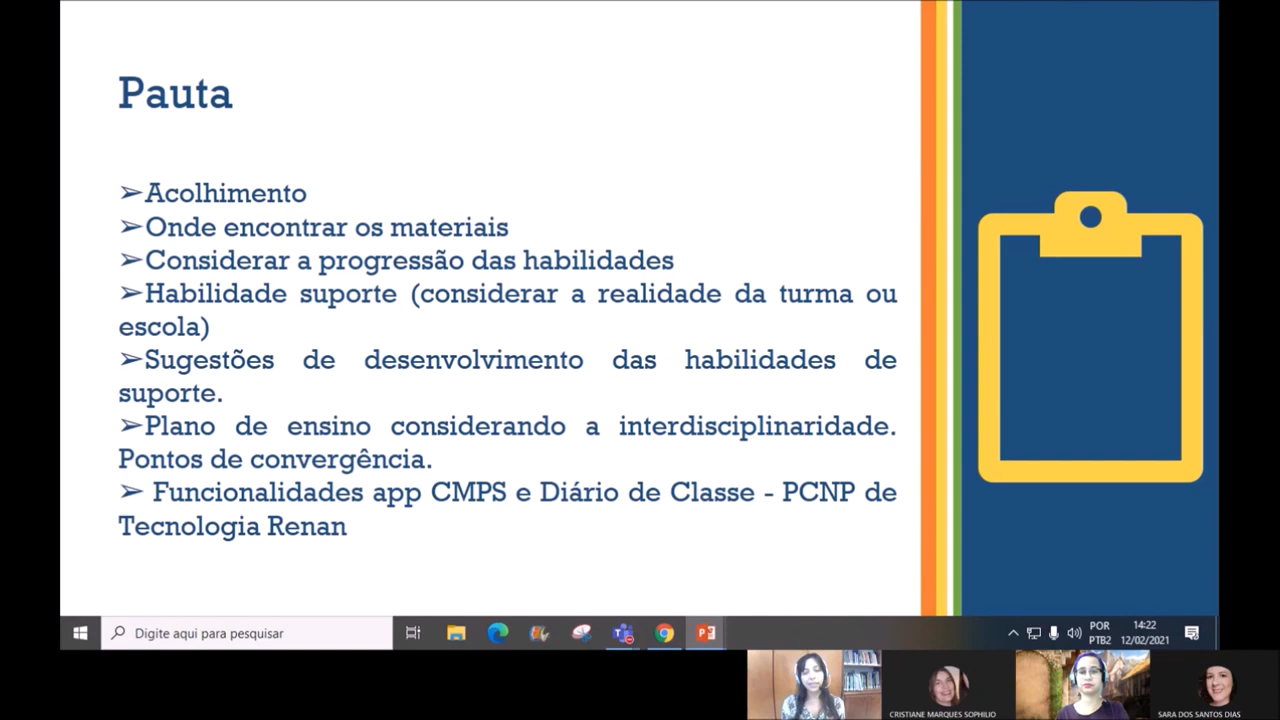 Pauta
➢Acolhimento
➢Onde encontrar os materiais
➢Considerar a progressão das habilidades
➢Habilidade suporte (considerar a realidade da turma ou
escola)
➢Sugestões de desenvolvimento das habilidades de
suporte.
➢Plano de ensino considerando a interdisciplinaridade.
Pontos de convergência.
➢ Funcionalidades app CMPS e Diário de Classe - PCNP de
Tecnologia Renan
Digite aqui para pesquisar
POR
PTB2
14:22
12/02/2021
CRISTIANE MARQUES SOPHILIO
SARA DOS SANTOS DIAS